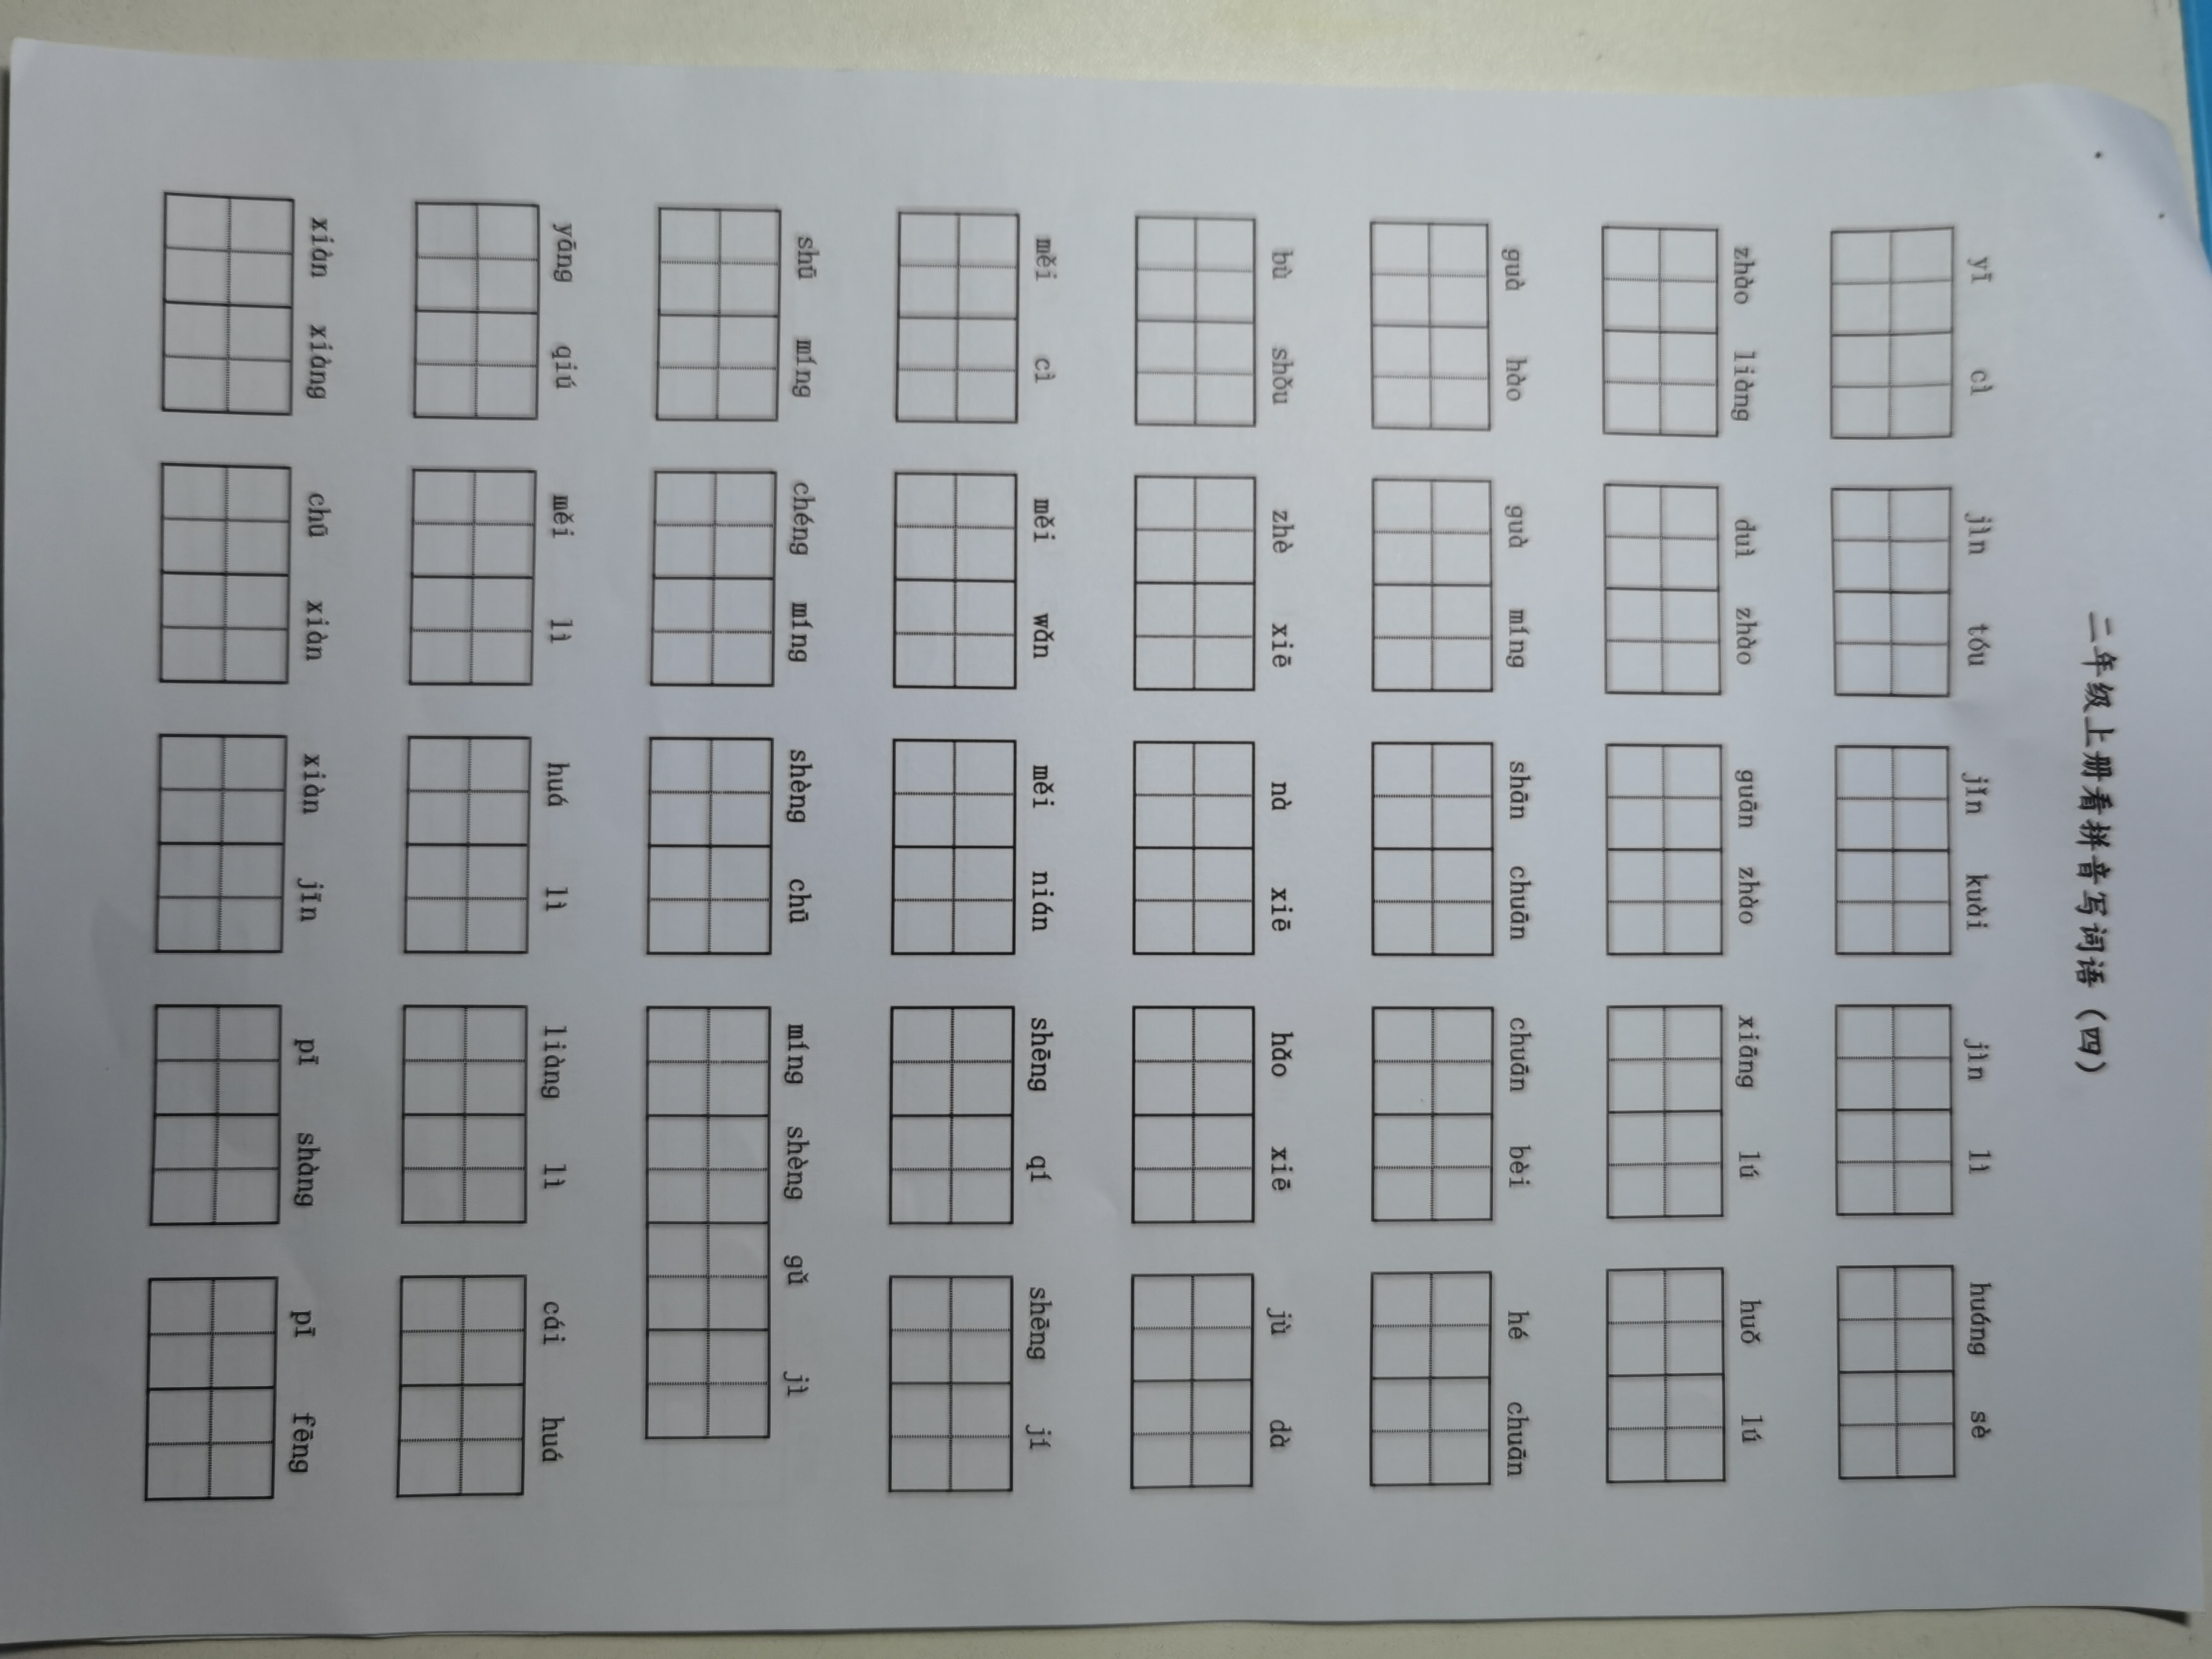 二年级上册看拼音写词语（四）
yī cì jìn tóu jǐn kuài jìn lì huáng sè
zhào liàng duì zhào guān zhào xiāng lú huǒ lú
guà hào guà míng shān chuān chuān bèi hé chuān
bù shǒu zhè xiē nà xiē hǎo xiē jù dà
měi cì měi wǎn měi nián shēng qí shēng jí
shū míng chéng míng shèng chū míng shèng gǔ jì
yāng qiú měi lì huá lì liàng lì cái huá
xiàn xiàng chū xiàn xiàn jīn pī shàng pī fēng